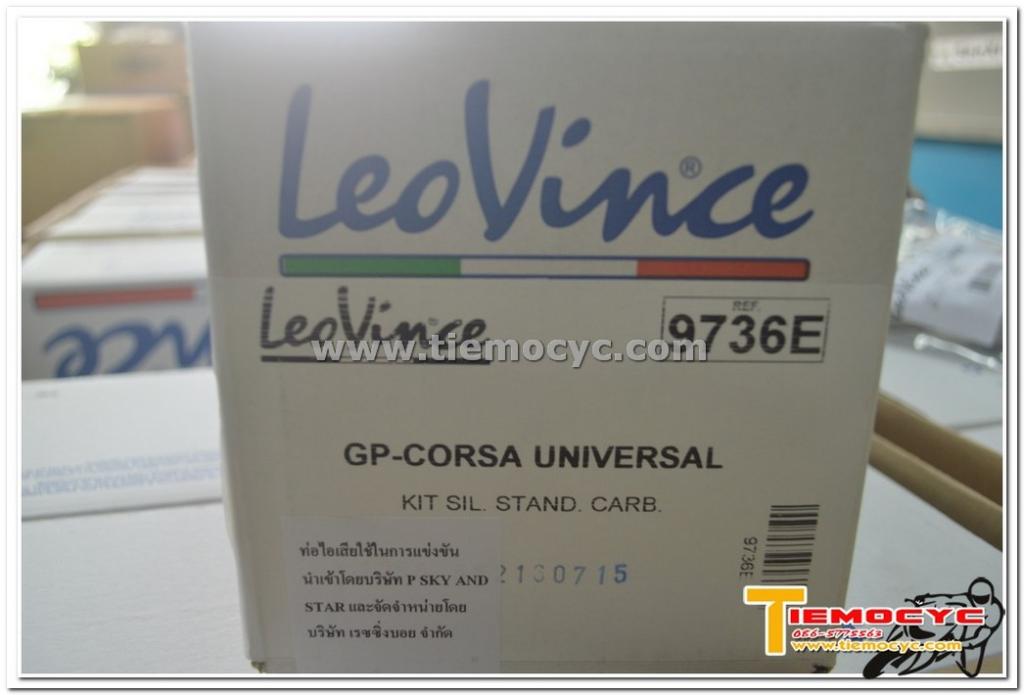 LeoVince®
LeoVince
REF.
9736E
www.tiemocyc.com
GP-CORSA UNIVERSAL
KIT SIL. STAND. CARB.
ท่อไอเสียใช้ในการแข่งขัน
นำเข้าโดยบริษัท P SKY AND
STAR และจัดจำหน่ายโดย
บริษัท เรซซิ่งบอย จำกัด
2160715
9736E
TIEMOCYC
086-5775563
www.tiemocyc.com